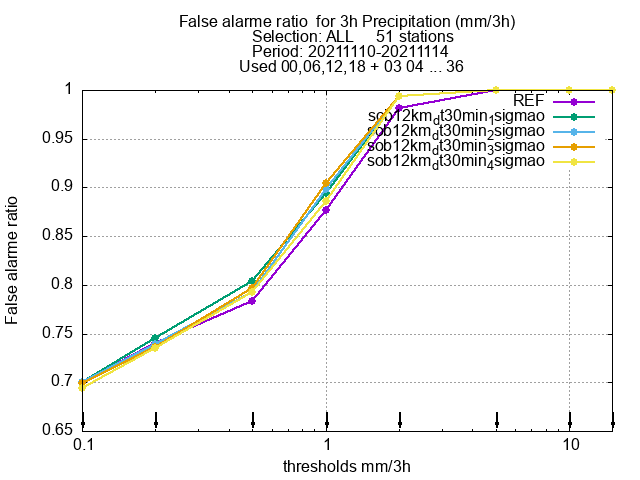 False alarme ratio  for 3h Precipitation (mm/3h)
Selection: ALL     51 stations
Period: 20211110-20211114
Used 00,06,12,18 + 03 04 ... 36
1
0.95
0.9
0.85
0.8
0.75
0.7
0.65
False alarme ratio
REF
sob12km_dt30min_1sigmao
sob12km_dt30min_2sigmao
sob12km_dt30min_3sigmao
sob12km_dt30min_4sigmao
0.1
1
10
thresholds mm/3h